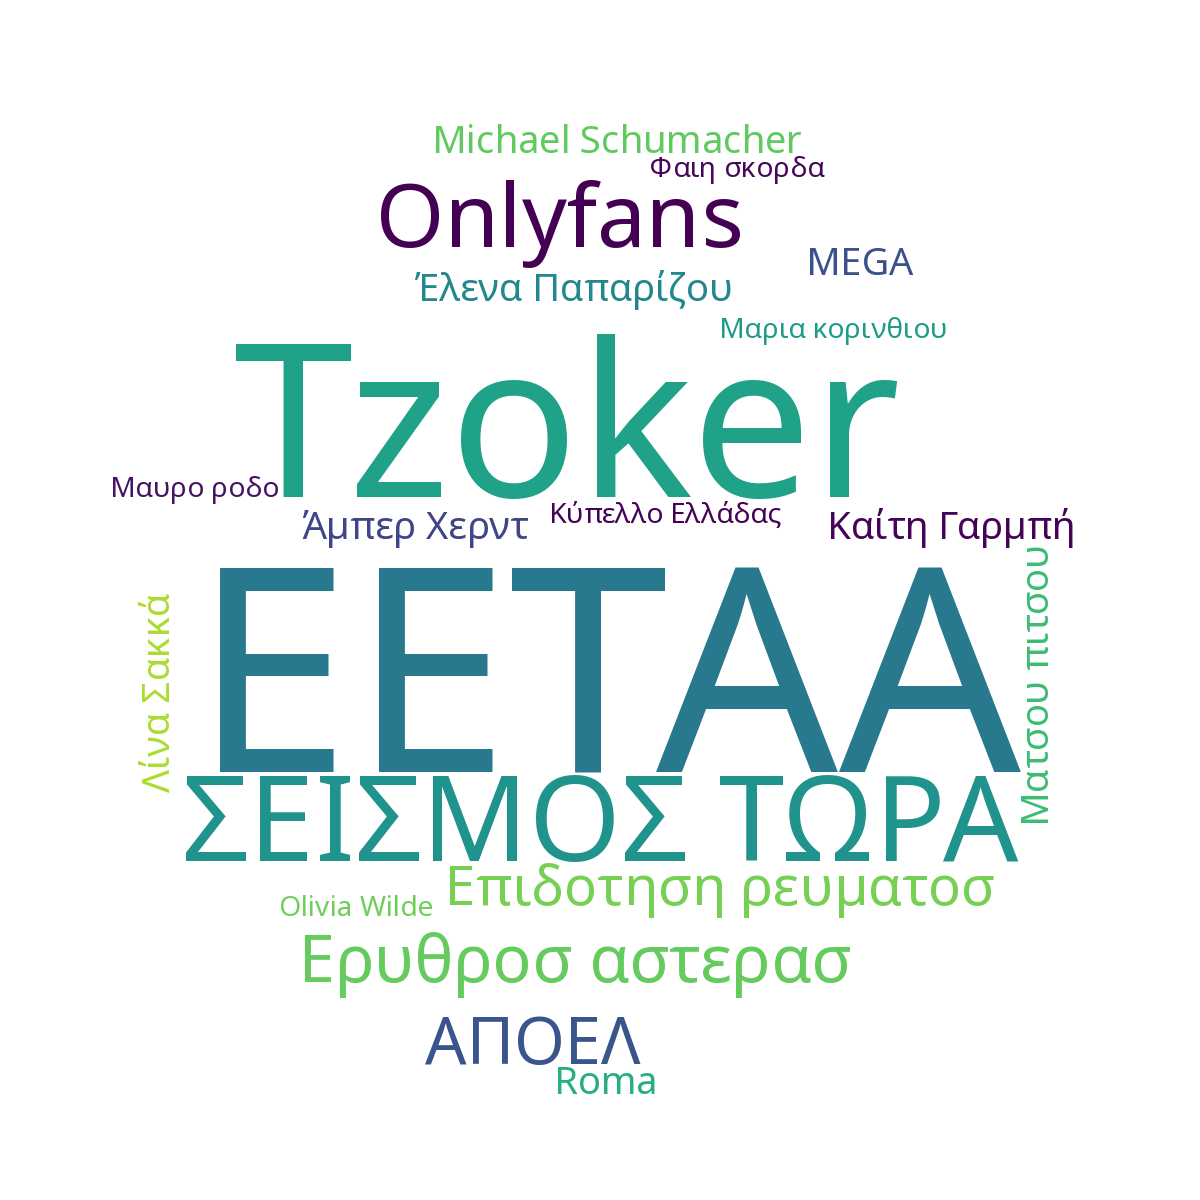 Michael Schumacher
Φαιη σκορδα
Onlyfans
MEGA
Έλενα Παπαρίζου
Μαρια κορινθιου
Tzoker
Μαυρο ροδο
Άμπερ Χερντ
Κύπελλο Ελλάδας
Καίτη Γαρμπή
Λίνα Σακκά
ΕΕΤΑΑ
Ματσου πιτσου
ΣΕΙΣΜΟΣ ΤΩΡΑ
Επιδοτηση ρευματοσ
Olivia Wilde
Ερυθροσ αστερασ
ΑΠΟΕΛ
Roma